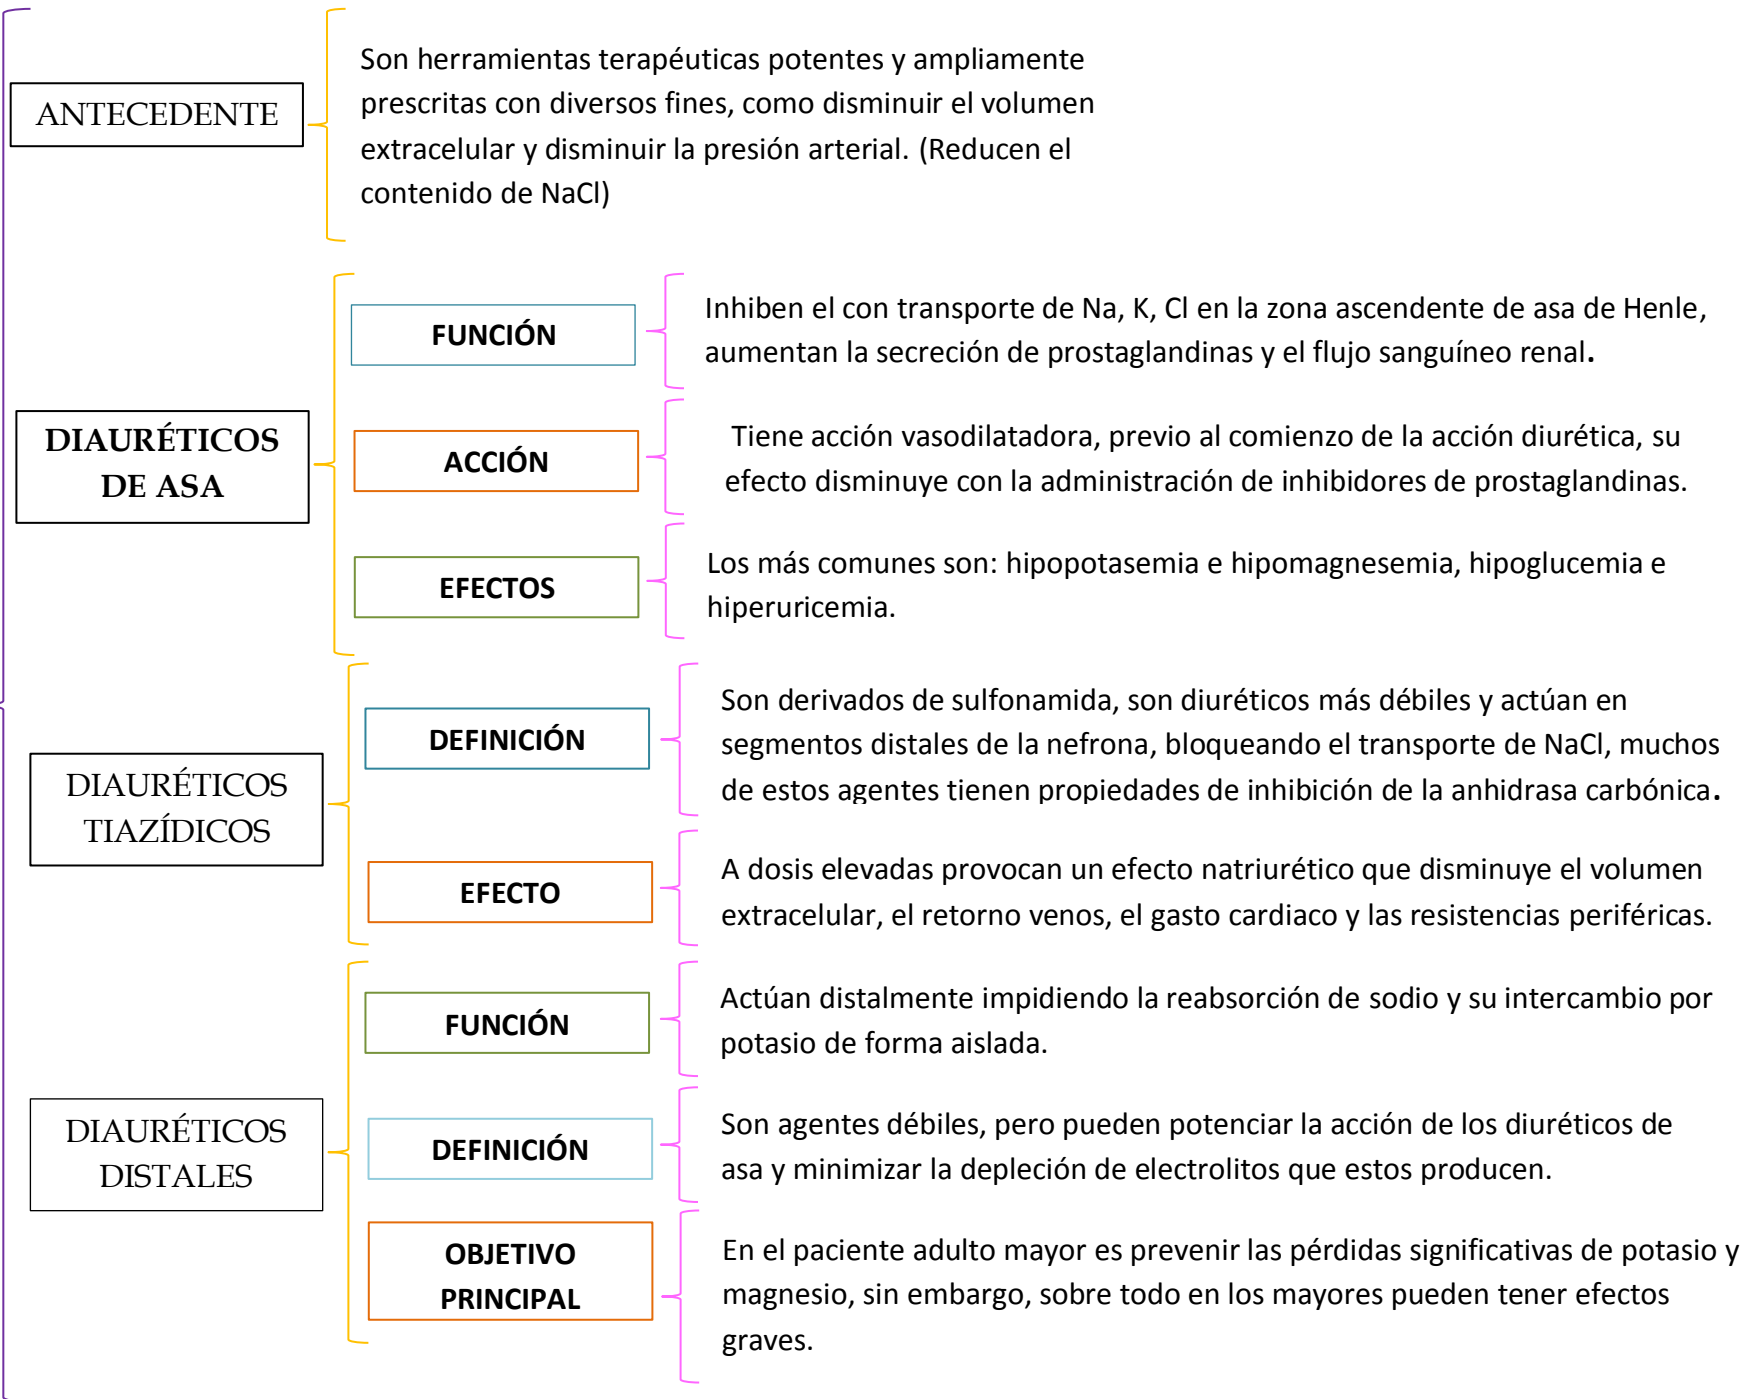 ANTECEDENTE
Son herramientas terapéuticas potentes y ampliamente
prescritas con diversos fines, como disminuir el volumen
extracelular y disminuir la presión arterial. (Reducen el
contenido de NaCl)
DIAURÉTICOS
DE ASA
FUNCIÓN
Inhiben el con transporte de Na, K, Cl en la zona ascendente de asa de Henle,
aumentan la secreción de prostaglandinas y el flujo sanguíneo renal.
ACCIÓN
Tiene acción vasodilatadora, previo al comienzo de la acción diurética, su
efecto disminuye con la administración de inhibidores de prostaglandinas.
EFECTOS
Los más comunes son: hipopotasemia e hipomagnesemia, hipoglucemia e
hiperuricemia.
DIAURÉTICOS
TIAZÍDICOS
DEFINICIÓN
Son derivados de sulfonamida, son diuréticos más débiles y actúan en
segmentos distales de la nefrona, bloqueando el transporte de NaCl, muchos
de estos agentes tienen propiedades de inhibición de la anhidrasa carbónica.
EFECTO
A dosis elevadas provocan un efecto natriurético que disminuye el volumen
extracelular, el retorno venos, el gasto cardiaco y las resistencias periféricas.
DIAURÉTICOS
DISTALES
FUNCIÓN
Actúan distalmente impidiendo la reabsorción de sodio y su intercambio por
potasio de forma aislada.
DEFINICIÓN
Son agentes débiles, pero pueden potenciar la acción de los diuréticos de
asa y minimizar la depleción de electrolitos que estos producen.
OBJETIVO
PRINCIPAL
En el paciente adulto mayor es prevenir las pérdidas significativas de potasio y
magnesio, sin embargo, sobre todo en los mayores pueden tener efectos
graves.